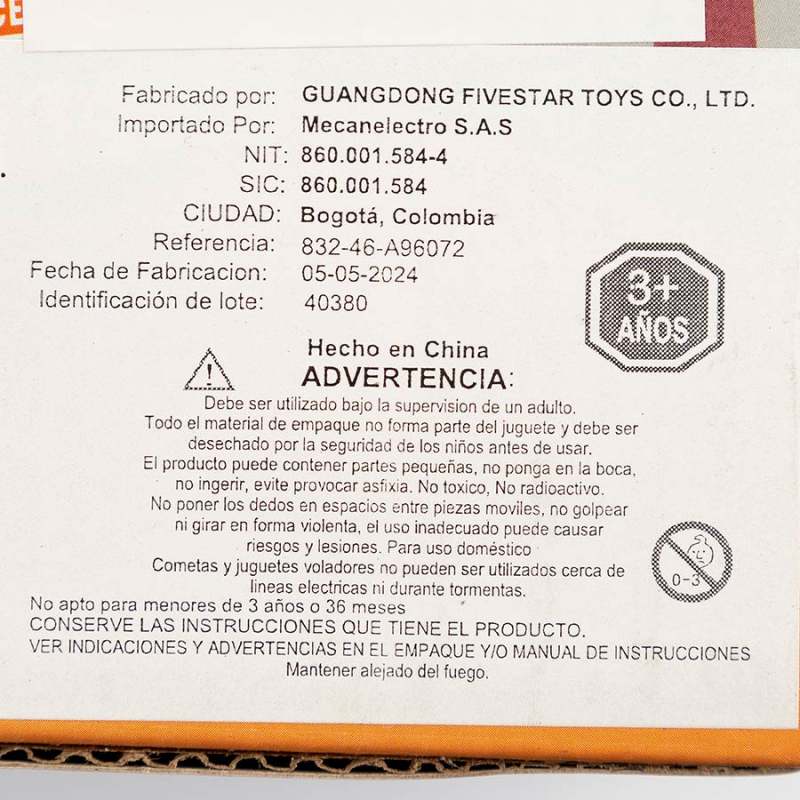 CE
Fabricado por: GUANGDONG FIVESTAR TOYS CO., LTD.
Importado Por: Mecanelectro S.A.S
NIT: 860.001.584-4
SIC: 860.001.584
CIUDAD: Bogotá, Colombia
Referencia: 832-46-A96072
Fecha de Fabricacion: 05-05-2024
Identificación de lote: 40380
3+
AÑOS
Hecho en China
ADVERTENCIA:
Debe ser utilizado bajo la supervision de un adulto.
Todo el material de empaque no forma parte del juguete y debe ser
desechado por la seguridad de los niños antes de usar.
El producto puede contener partes pequeñas, no ponga en la boca,
no ingerir, evite provocar asfixia. No toxico, No radioactivo.
No poner los dedos en espacios entre piezas moviles, no golpear
ni girar en forma violenta, el uso inadecuado puede causar
riesgos y lesiones. Para uso doméstico
Cometas y juguetes voladores no pueden ser utilizados cerca de
lineas electricas ni durante tormentas.
0-3
No apto para menores de 3 años o 36 meses
CONSERVE LAS INSTRUCCIONES QUE TIENE EL PRODUCTO.
VER INDICACIONES Y ADVERTENCIAS EN EL EMPAQUE Y/O MANUAL DE INSTRUCCIONES
Mantener alejado del fuego.